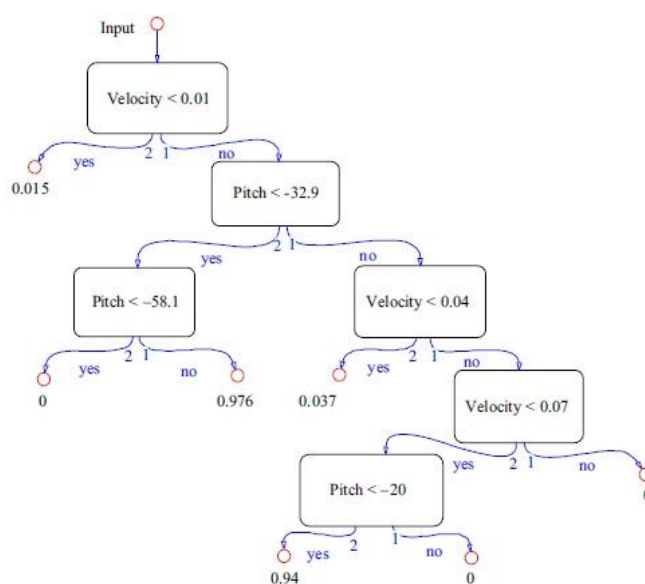 Input
Velocity < 0.01
yes 2 1 no
0.015
Pitch < -32.9
yes 2 1 no
Pitch < –58.1
Velocity < 0.04
yes 2 1 no
yes 2 1 no
0 0.976 0.037
Velocity < 0.07
yes 2 1 no
Pitch < –20
yes 2 1 no
0.94 0